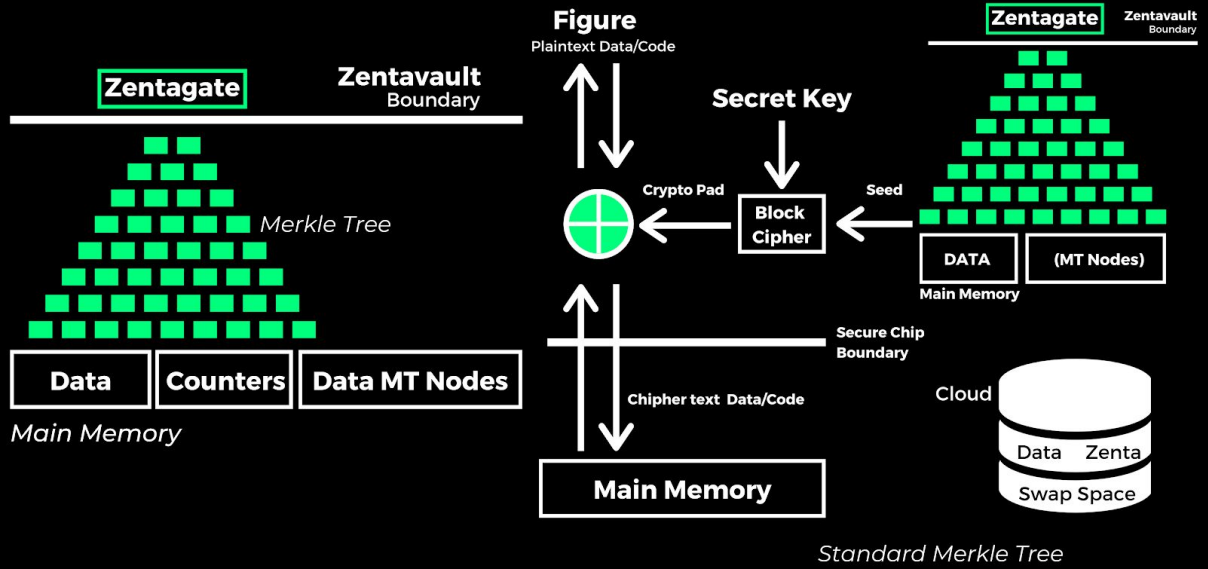 Zentagate
Zentavault
Boundary
Merkle Tree
Data
Counters
Data MT Nodes
Main Memory
Figure
Plaintext Data/Code
Secret Key
Crypto Pad
Block
Cipher
Seed
Secure Chip
Boundary
Chipher text Data/Code
Main Memory
Zentagate
Zentavault
Boundary
DATA
(MT Nodes)
Main Memory
Cloud
Data Zenta
Swap Space
Standard Merkle Tree